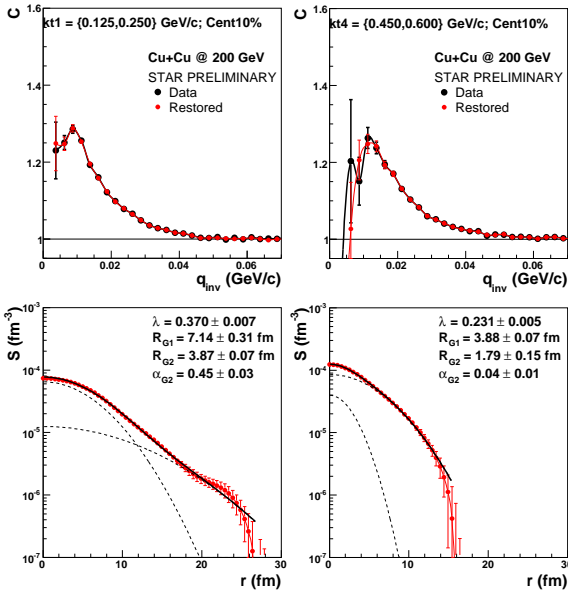 kt1 = {0.125,0.250} GeV/c; Cent10%
C
1.6
1.4
1.2
1
Cu+Cu @ 200 GeV
STAR PRELIMINARY
Data
Restored
0 0.02 0.04 0.06
q_inv (GeV/c)
kt4 = {0.450,0.600} GeV/c; Cent10%
C
1.6
1.4
1.2
1
Cu+Cu @ 200 GeV
STAR PRELIMINARY
Data
Restored
0 0.02 0.04 0.06
q_inv (GeV/c)
S (fm⁻³)
10⁻³
10⁻⁴
10⁻⁵
10⁻⁶
10⁻⁷
λ = 0.370 ± 0.007
R_G1 = 7.14 ± 0.31 fm
R_G2 = 3.87 ± 0.07 fm
α_G2 = 0.45 ± 0.03
0 10 20 30
r (fm)
S (fm⁻³)
10⁻³
10⁻⁴
10⁻⁵
10⁻⁶
10⁻⁷
λ = 0.231 ± 0.005
R_G1 = 3.88 ± 0.07 fm
R_G2 = 1.79 ± 0.15 fm
α_G2 = 0.04 ± 0.01
0 10 20 30
r (fm)